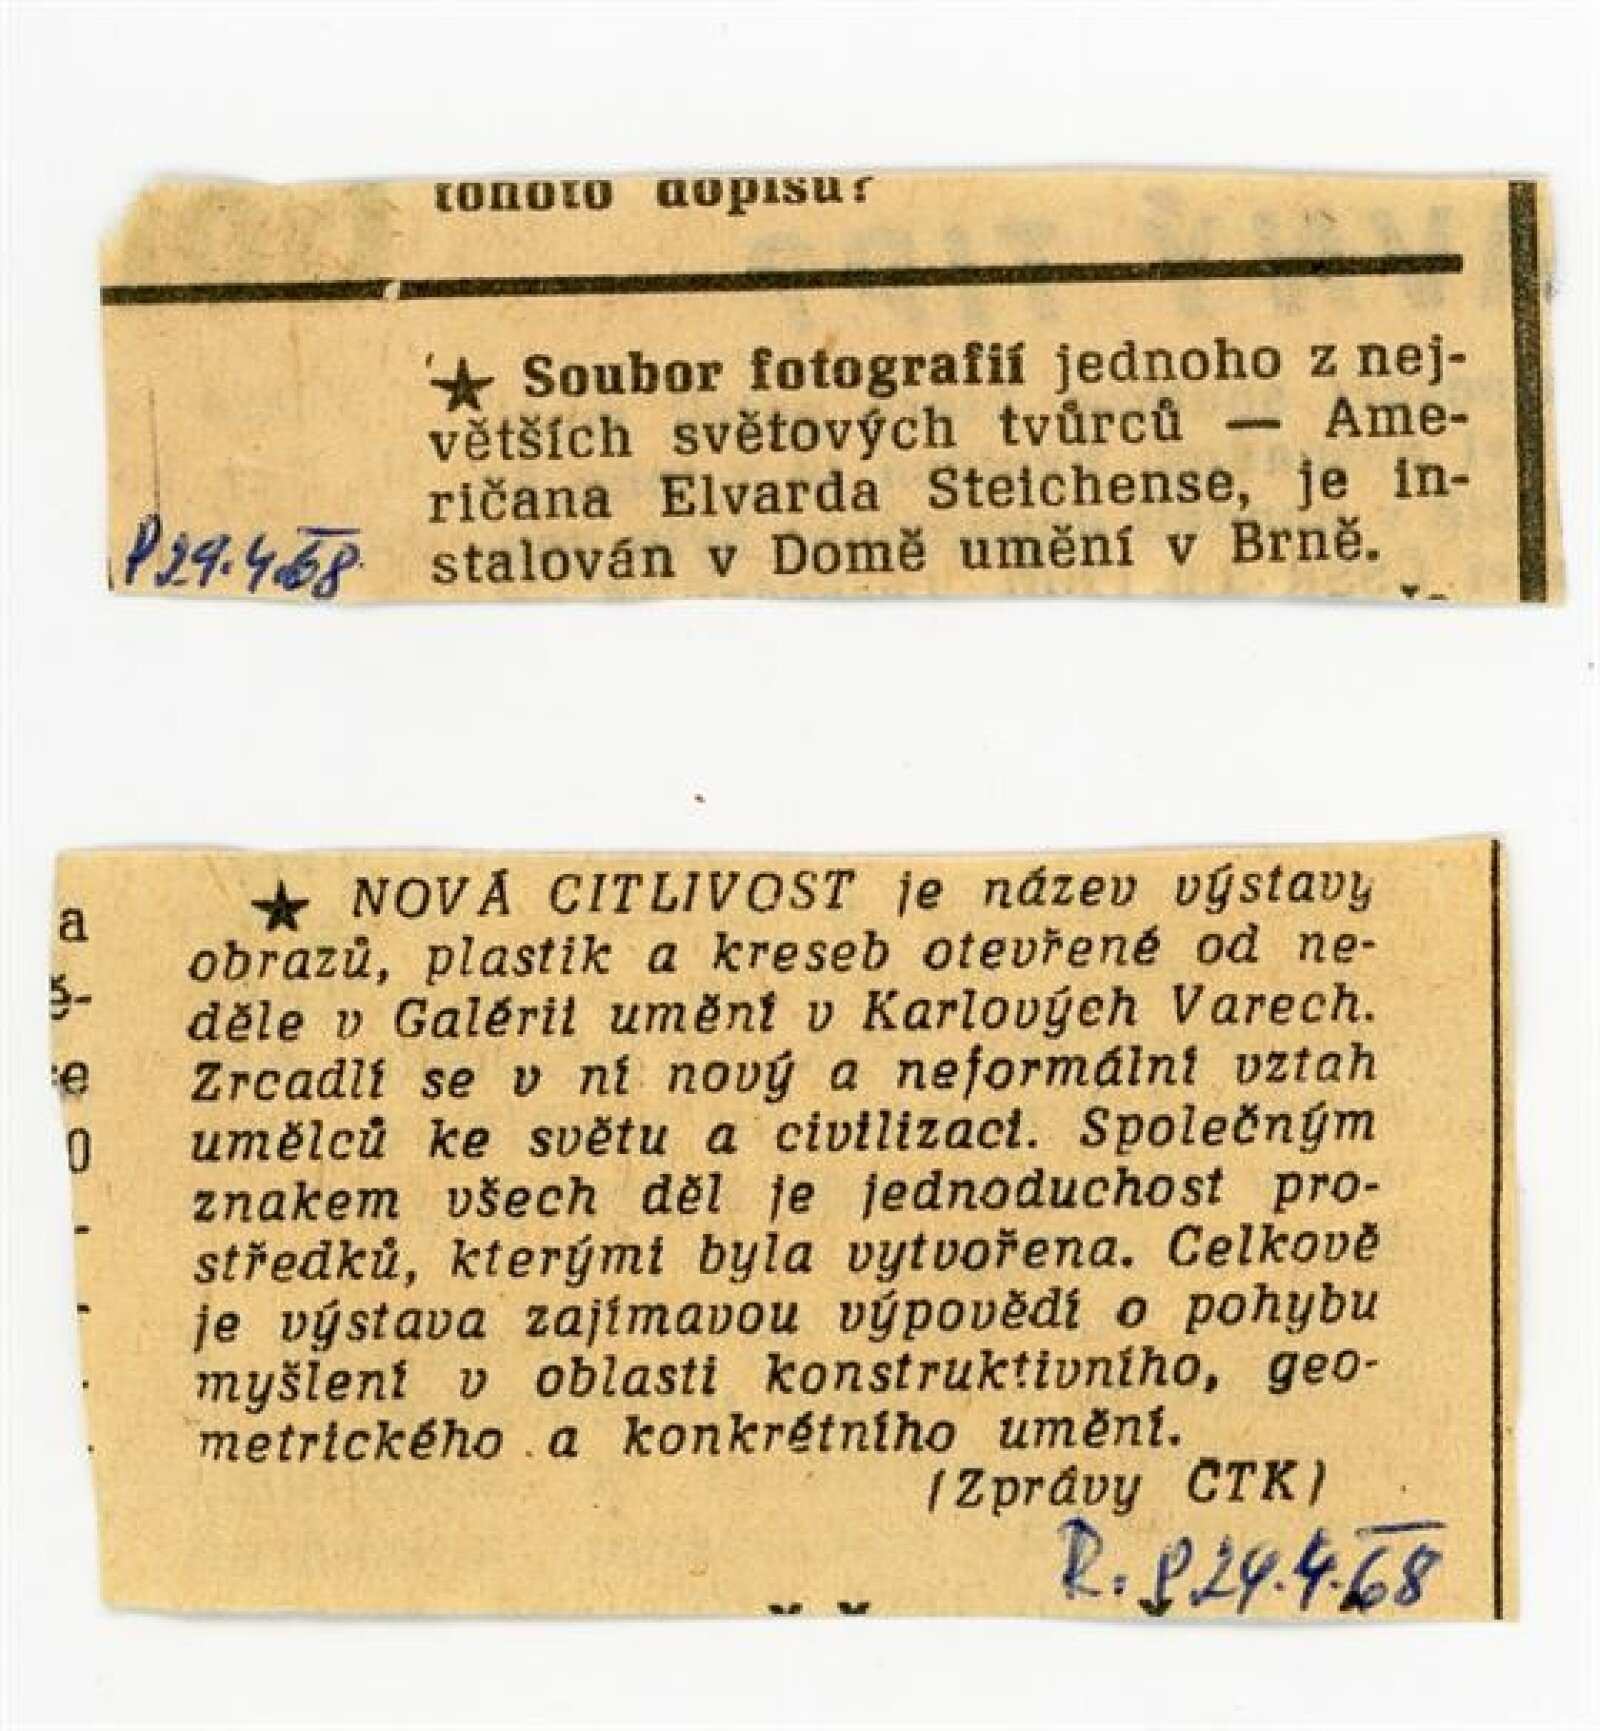 tohoto dopisu?
★ Soubor fotografií jednoho z nej-
větších světových tvůrců — Ame-
ričana Elvarda Steichense, je in-
stalován v Domě umění v Brně.
P 29.4.68
★ NOVÁ CITLIVOST je název výstavy
obrazů, plastik a kreseb otevřené od ne-
děle v Galérii umění v Karlových Varech.
Zrcadlí se v ní nový a neformální vztah
umělců ke světu a civilizaci. Společným
znakem všech děl je jednoduchost pro-
středků, kterými byla vytvořena. Celkově
je výstava zajímavou výpovědí o pohybu
myšlení v oblasti konstruktivního, geo-
metrického a konkrétního umění.
(Zprávy ČTK)
R. P 29.4.68
a
ě-
e
0
-
-
.
.